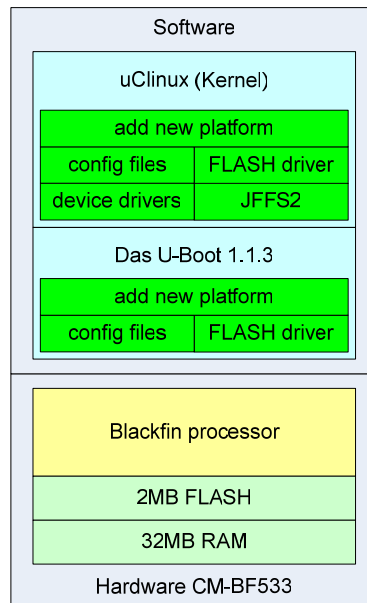 Software
uClinux (Kernel)
add new platform
config files FLASH driver
device drivers JFFS2
Das U-Boot 1.1.3
add new platform
config files FLASH driver
Blackfin processor
2MB FLASH
32MB RAM
Hardware CM-BF533